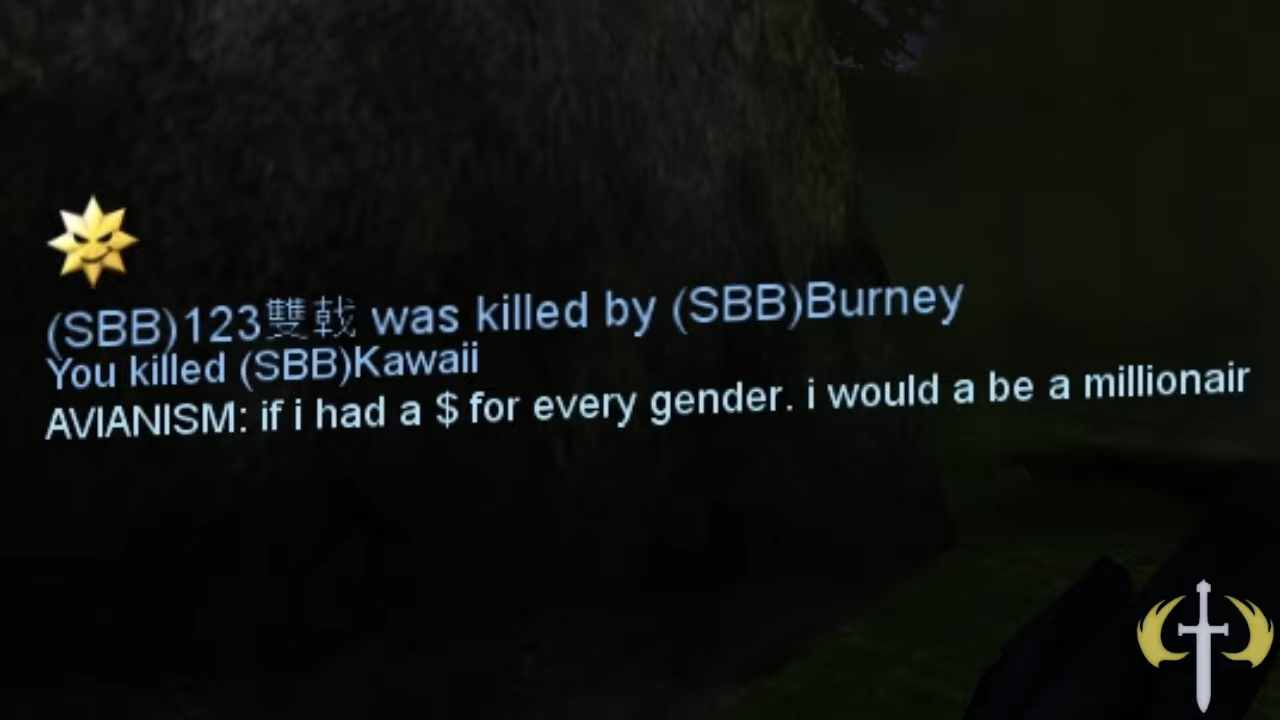 (SBB)123雙戟 was killed by (SBB)Burney
You killed (SBB)Kawaii
AVIANISM: if i had a $ for every gender. i would a be a millionair